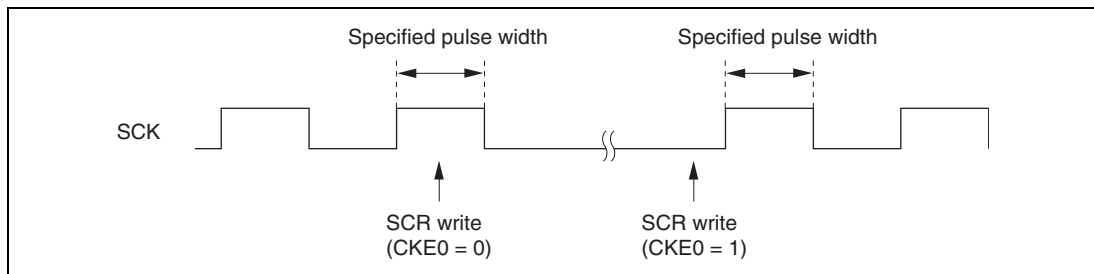 Specified pulse width
Specified pulse width
SCK
SCR write
(CKE0 = 0)
SCR write
(CKE0 = 1)